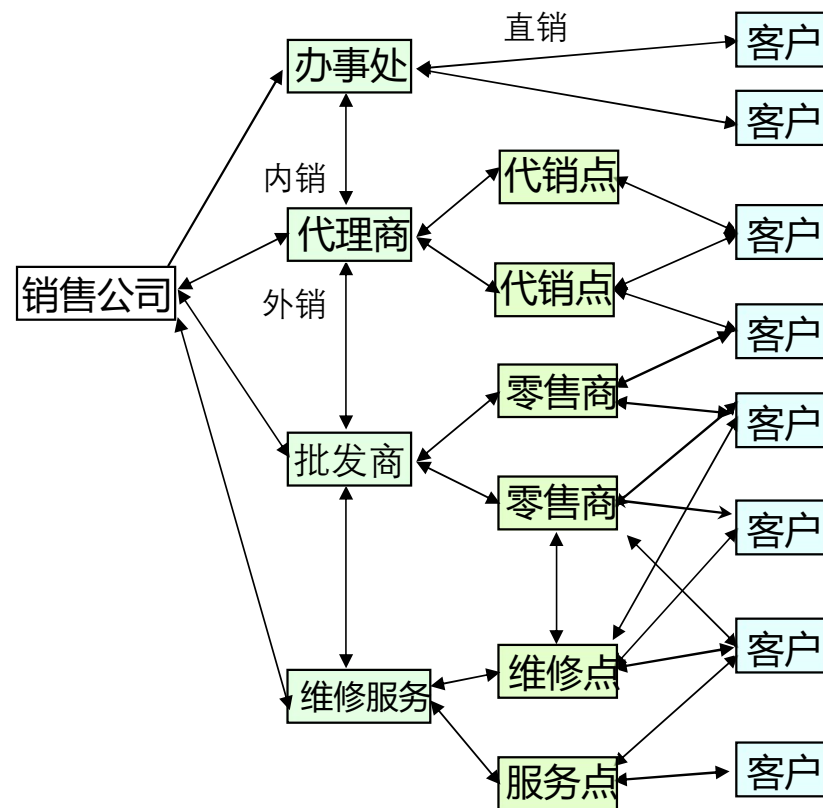 直销
客户
办事处
客户
代销点
内销
代理商
客户
销售公司
代销点
外销
客户
零售商
客户
批发商
零售商
客户
客户
维修点
维修服务
服务点
客户